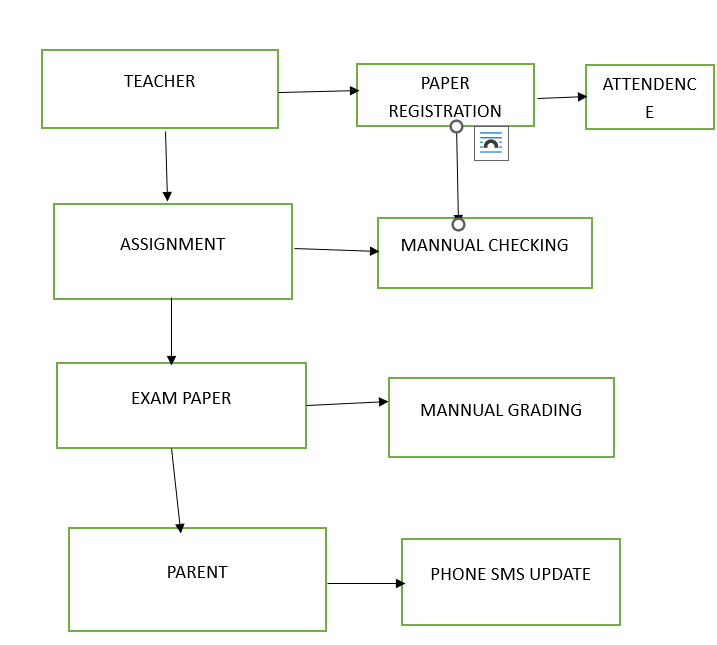 TEACHER
PAPER
REGISTRATION
ATTENDENC
E
ASSIGNMENT
MANNUAL CHECKING
EXAM PAPER
MANNUAL GRADING
PARENT
PHONE SMS UPDATE